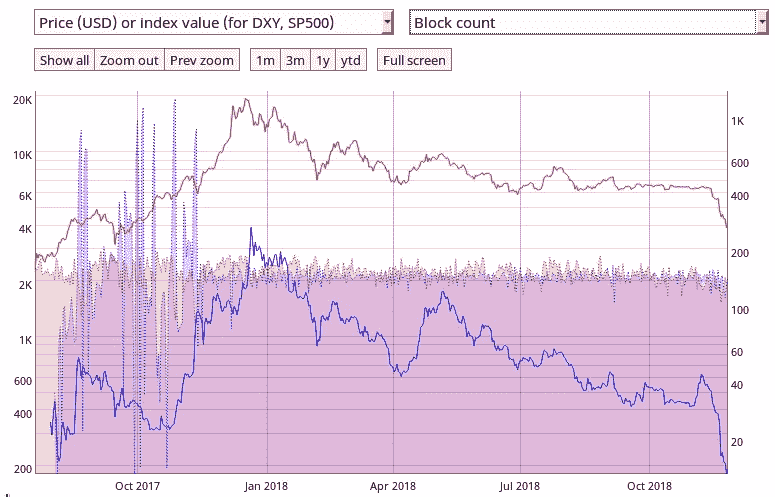 Price (USD) or index value (for DXY, SP500) Block count
Show all Zoom out Prev zoom 1m 3m 1y ytd Full screen
20K
10K
6K
4K
2K
1K
600
400
200
1K
600
400
200
100
60
40
20
Oct 2017 Jan 2018 Apr 2018 Jul 2018 Oct 2018